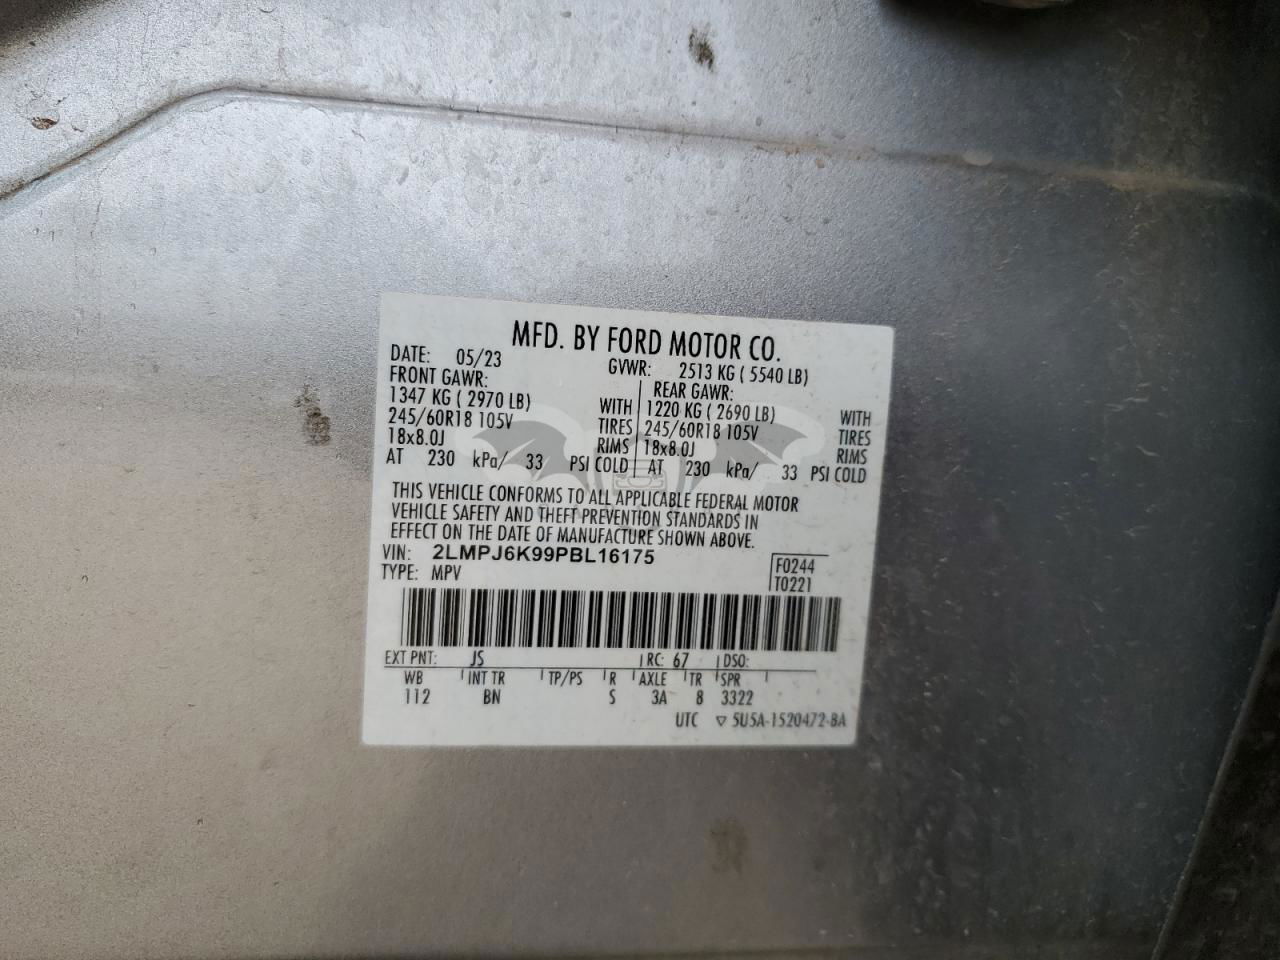 MFD. BY FORD MOTOR CO.
DATE: 05/23 GVWR: 2513 KG ( 5540 LB)
FRONT GAWR: REAR GAWR:
1347 KG ( 2970 LB) WITH 1220 KG ( 2690 LB) WITH
245/60R18 105V TIRES 245/60R18 105V TIRES
18x8.0J RIMS 18x8.0J RIMS
AT 230 kPa/ 33 PSI COLD AT 230 kPa/ 33 PSI COLD
THIS VEHICLE CONFORMS TO ALL APPLICABLE FEDERAL MOTOR
VEHICLE SAFETY AND THEFT PREVENTION STANDARDS IN
EFFECT ON THE DATE OF MANUFACTURE SHOWN ABOVE.
VIN: 2LMPJ6K99PBL16175 F0244
TYPE: MPV T0221
EXT PNT: JS RC: 67 DSO:
WB INT TR TP/PS R AXLE TR SPR
112 BN S 3A 8 3322
UTC ▽ 5U5A-1520472-BA